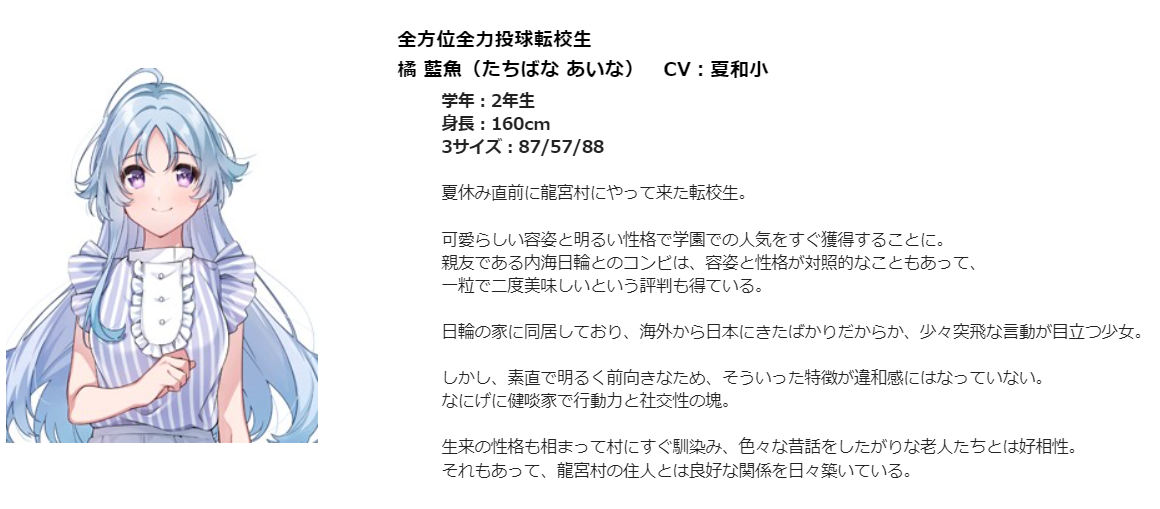 全方位全力投球転校生
橘 藍魚（たちばな あいな）　CV：夏和小
学年：2年生
身長：160cm
3サイズ：87/57/88
夏休み直前に龍宮村にやって来た転校生。
可愛らしい容姿と明るい性格で学園での人気をすぐ獲得することに。
親友である内海日輪とのコンビは、容姿と性格が対照的なこともあって、
一粒で二度美味しいという評判も得ている。
日輪の家に同居しており、海外から日本にきたばかりだからか、少々突飛な言動が目立つ少女。
しかし、素直で明るく前向きなため、そういった特徴が違和感にはなっていない。
なにげに健啖家で行動力と社交性の塊。
生来の性格も相まって村にすぐ馴染み、色々な昔話をしたがりな老人たちとは好相性。
それもあって、龍宮村の住人とは良好な関係を日々築いている。